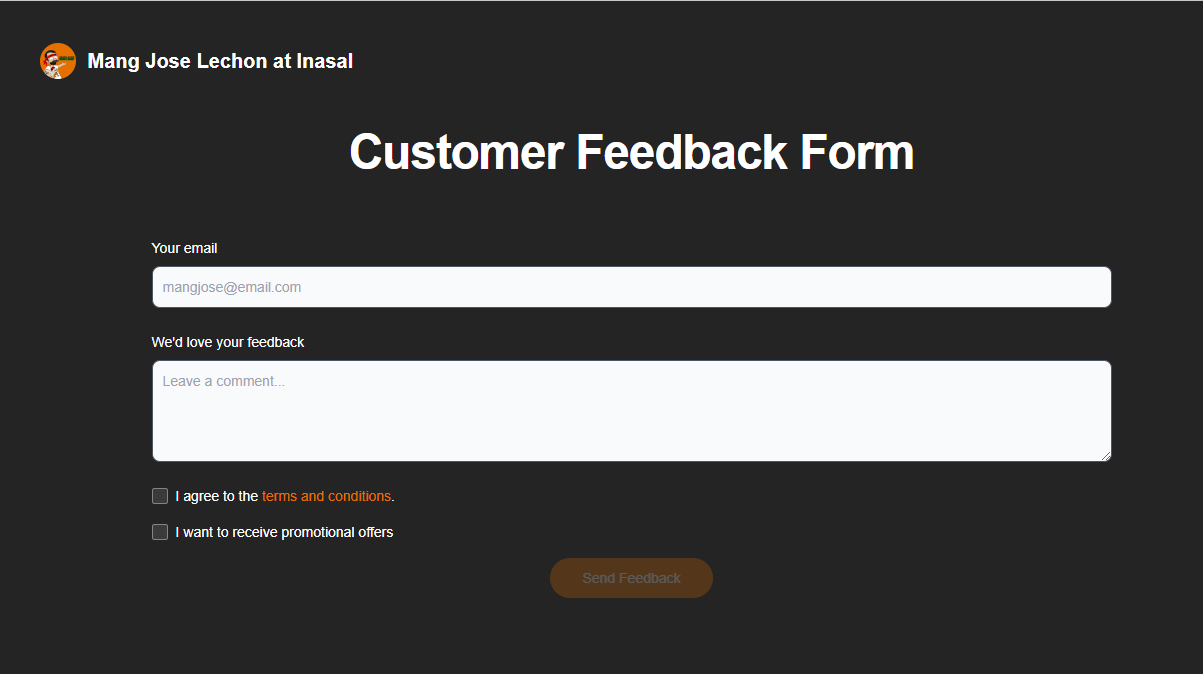 Mang Jose Lechon at Inasal
Customer Feedback Form
Your email
mangjose@email.com
We'd love your feedback
Leave a comment...
I agree to the terms and conditions.
I want to receive promotional offers
Send Feedback